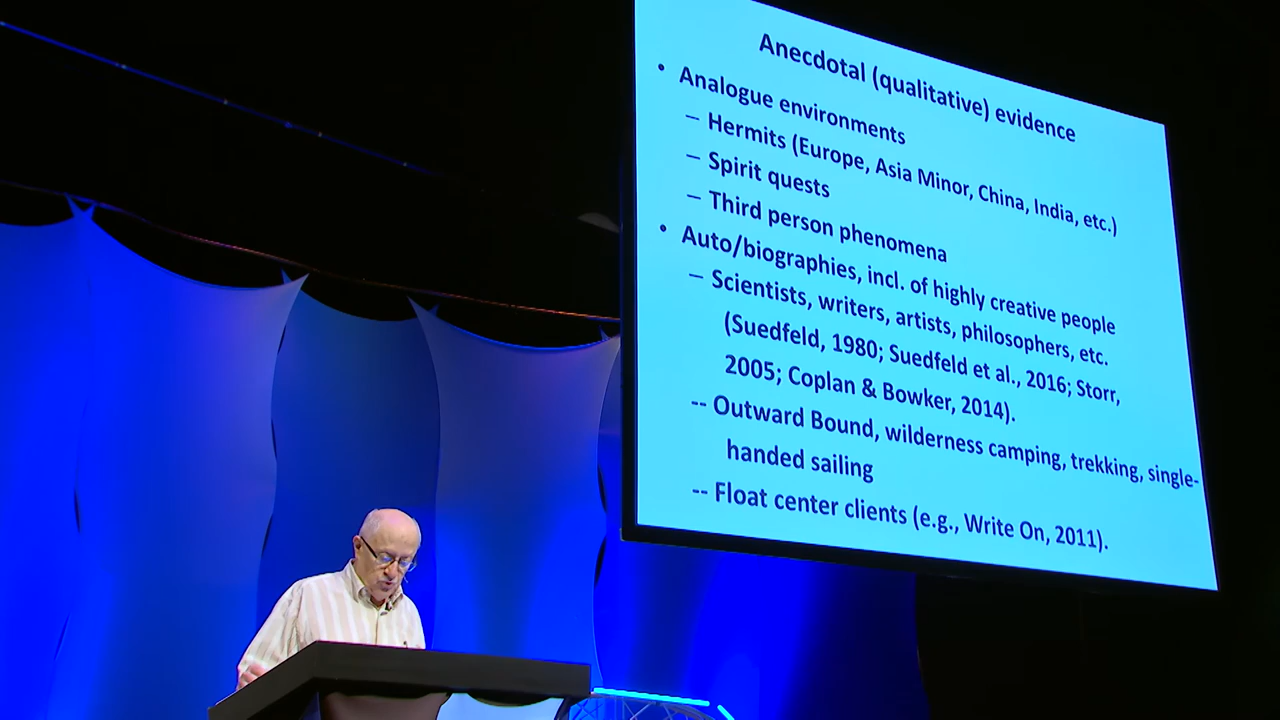 Anecdotal (qualitative) evidence
• Analogue environments
– Hermits (Europe, Asia Minor, China, India, etc.)
– Spirit quests
– Third person phenomena
• Auto/biographies, incl. of highly creative people
– Scientists, writers, artists, philosophers, etc.
(Suedfeld, 1980; Suedfeld et al., 2016; Storr,
2005; Coplan & Bowker, 2014).
-- Outward Bound, wilderness camping, trekking, single-
handed sailing
-- Float center clients (e.g., Write On, 2011).